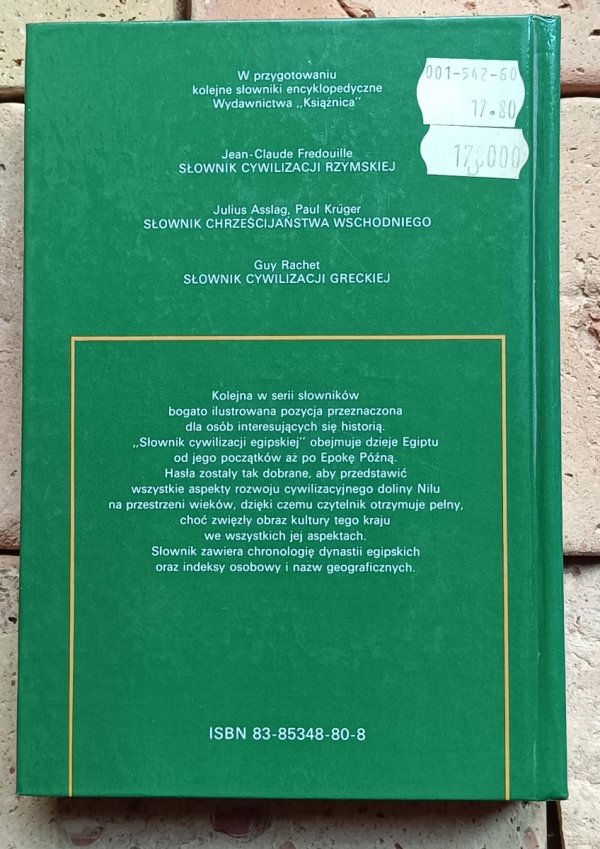 W przygotowaniu
kolejne słowniki encyklopedyczne
Wydawnictwa „Książnica"
001-542-60
17.80
Jean-Claude Fredouille
SŁOWNIK CYWILIZACJI RZYMSKIEJ
Julius Asslag, Paul Krüger
SŁOWNIK CHRZEŚCIJAŃSTWA WSCHODNIEGO
Guy Rachet
SŁOWNIK CYWILIZACJI GRECKIEJ
Kolejna w serii słowników
bogato ilustrowana pozycja przeznaczona
dla osób interesujących się historią.
„Słownik cywilizacji egipskiej" obejmuje dzieje Egiptu
od jego początków aż po Epokę Późną.
Hasła zostały tak dobrane, aby przedstawić
wszystkie aspekty rozwoju cywilizacyjnego doliny Nilu
na przestrzeni wieków, dzięki czemu czytelnik otrzymuje pełny,
choć zwięzły obraz kultury tego kraju
we wszystkich jej aspektach.
Słownik zawiera chronologię dynastii egipskich
oraz indeksy osobowy i nazw geograficznych.
ISBN 83-85348-80-8